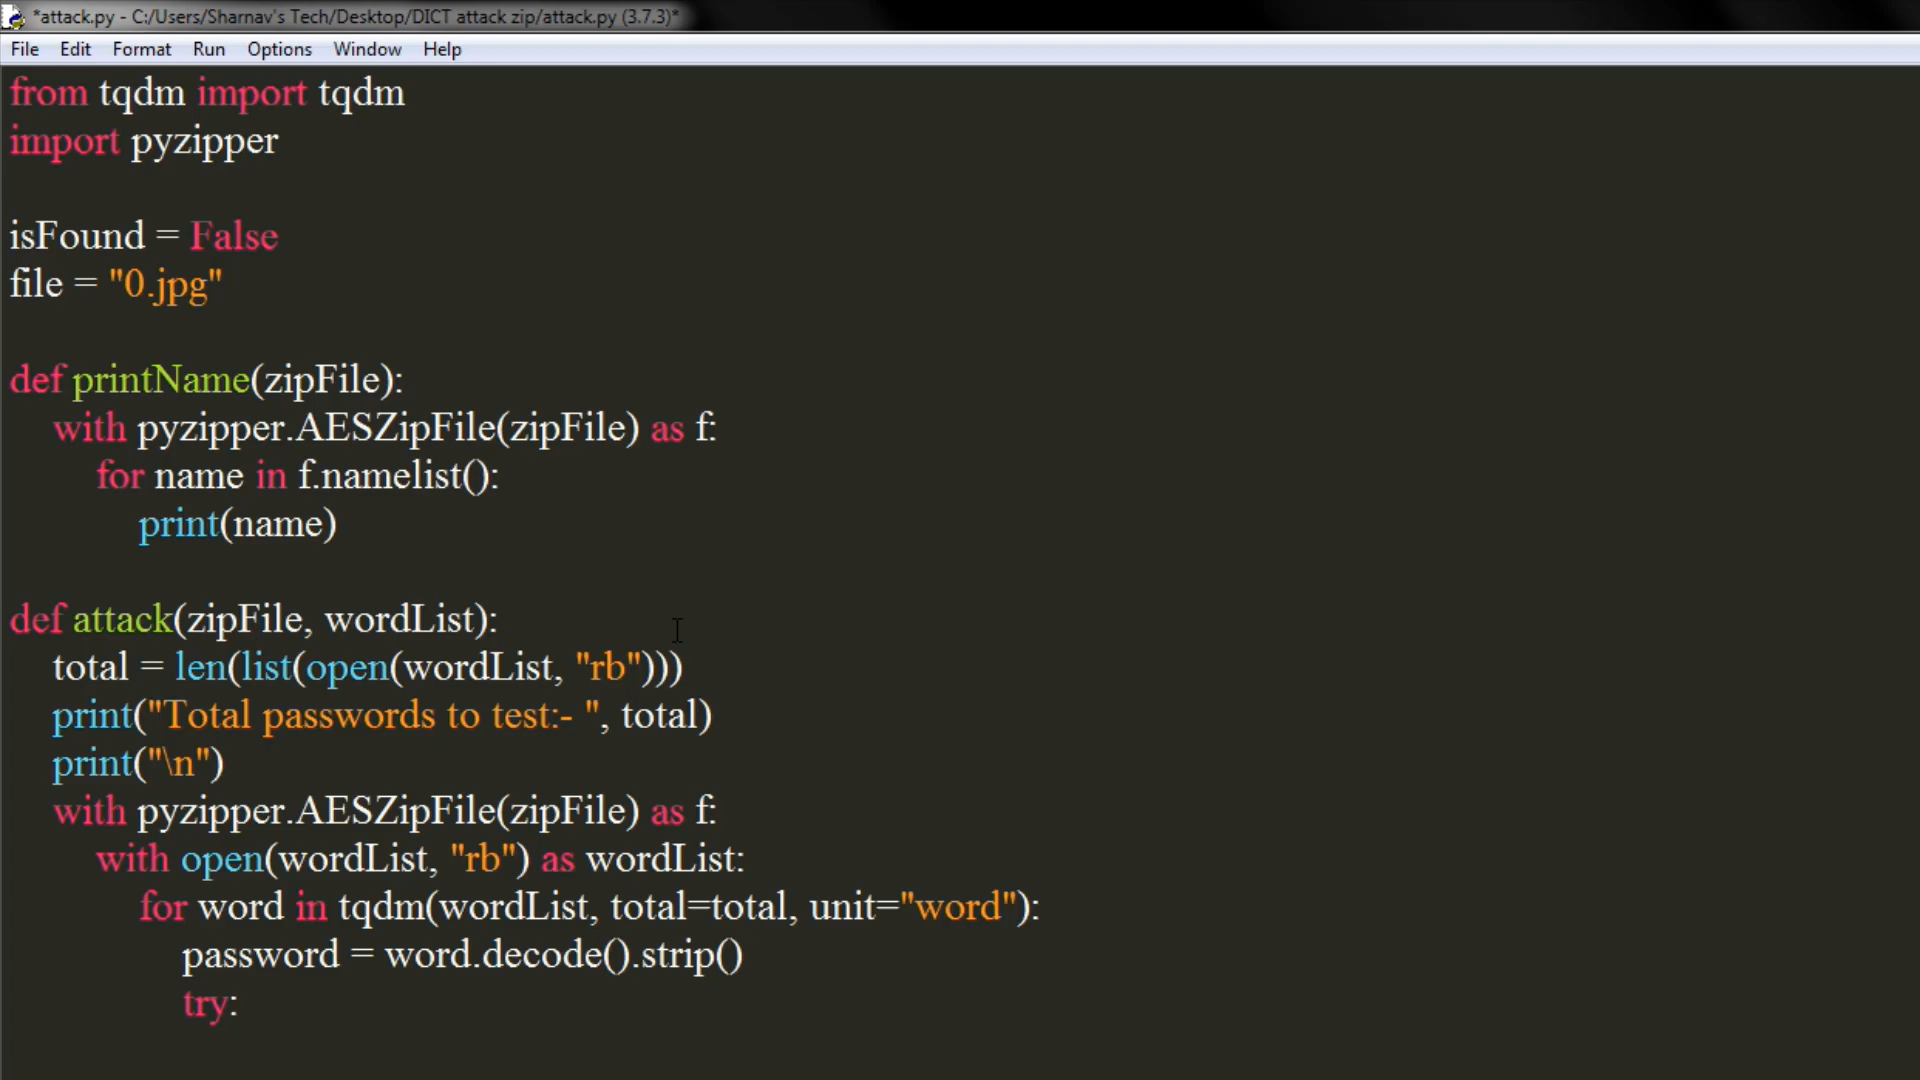 *attack.py - C:/Users/Sharnav's Tech/Desktop/DICT attack zip/attack.py (3.7.3)*
File Edit Format Run Options Window Help
from tqdm import tqdm
import pyzipper
isFound = False
file = "0.jpg"
def printName(zipFile):
with pyzipper.AESZipFile(zipFile) as f:
for name in f.namelist():
print(name)
def attack(zipFile, wordList):
total = len(list(open(wordList, "rb")))
print("Total passwords to test:- ", total)
print("\n")
with pyzipper.AESZipFile(zipFile) as f:
with open(wordList, "rb") as wordList:
for word in tqdm(wordList, total=total, unit="word"):
password = word.decode().strip()
try: